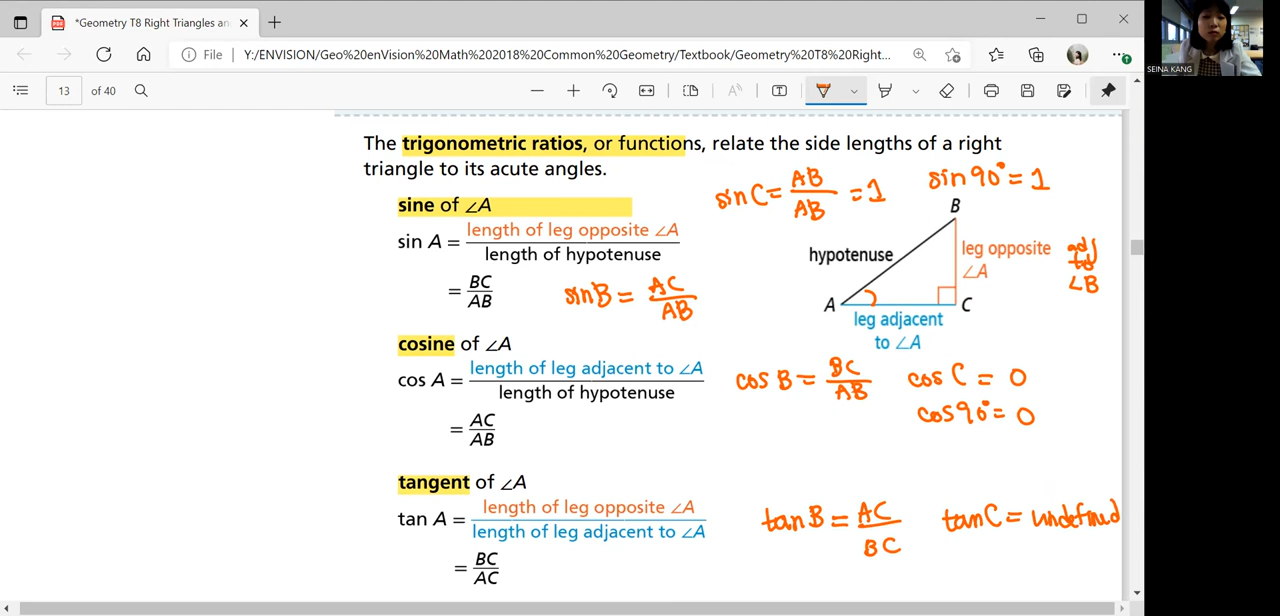 *Geometry T8 Right Triangles an
SEINA KANG
File Y:/ENVISION/Geo%20enVision%20Math%202018%20Common%20Geometry/Textbook/Geometry%20T8%20Right...
13 of 40
The trigonometric ratios, or functions, relate the side lengths of a right
triangle to its acute angles.
sin C = AB / AB = 1
sin 90° = 1
sine of ∠A
sin A = length of leg opposite ∠A / length of hypotenuse
= BC / AB
sin B = AC / AB
B
hypotenuse
leg opposite
∠A
adj
to
∠B
A
C
leg adjacent
to ∠A
cosine of ∠A
cos A = length of leg adjacent to ∠A / length of hypotenuse
= AC / AB
cos B = BC / AB
cos C = 0
cos 90° = 0
tangent of ∠A
tan A = length of leg opposite ∠A / length of leg adjacent to ∠A
= BC / AC
tan B = AC / BC
tan C = undefined